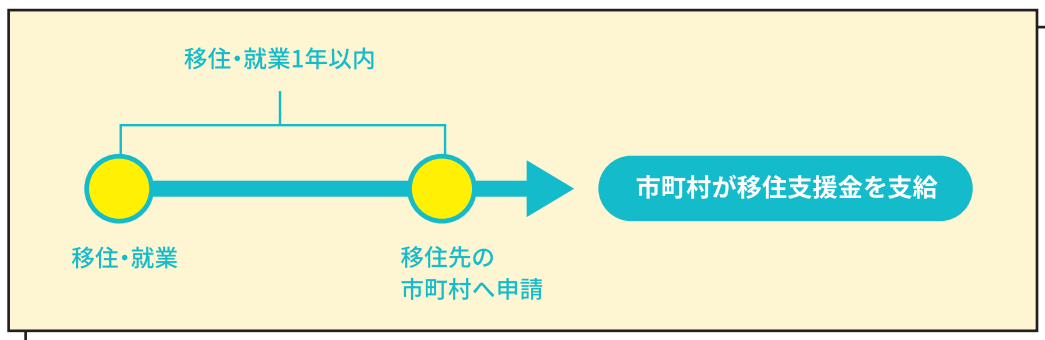 移住・就業1年以内
市町村が移住支援金を支給
移住・就業
移住先の
市町村へ申請